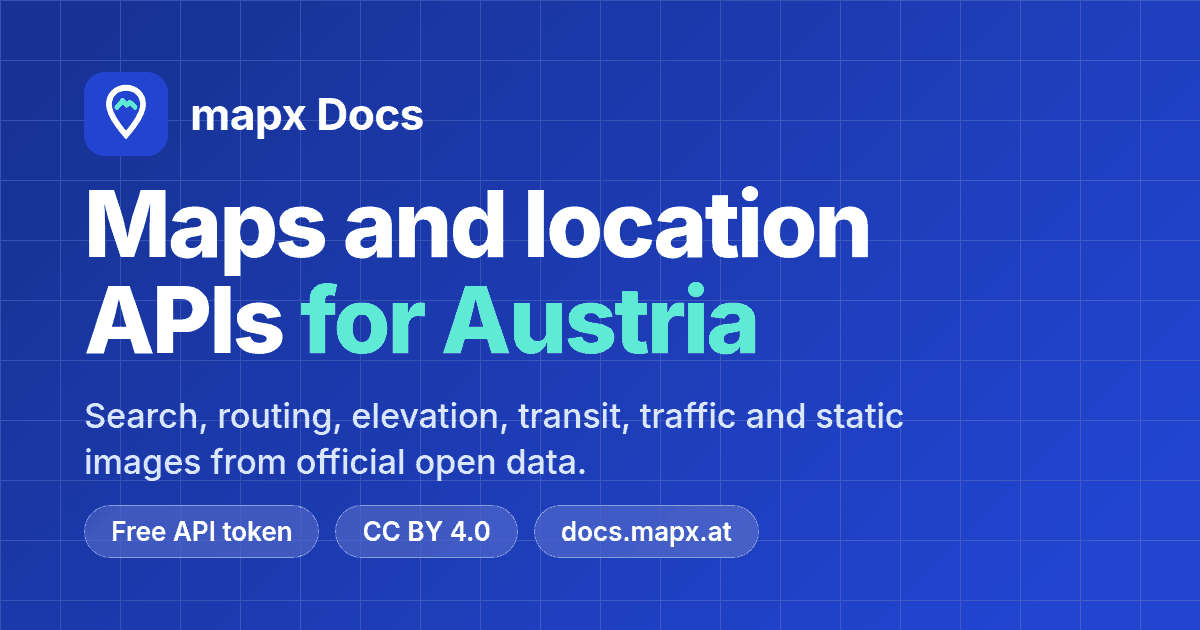 mapx Docs
Maps and location
APIs for Austria
Search, routing, elevation, transit, traffic and static
images from official open data.
Free API token
CC BY 4.0
docs.mapx.at